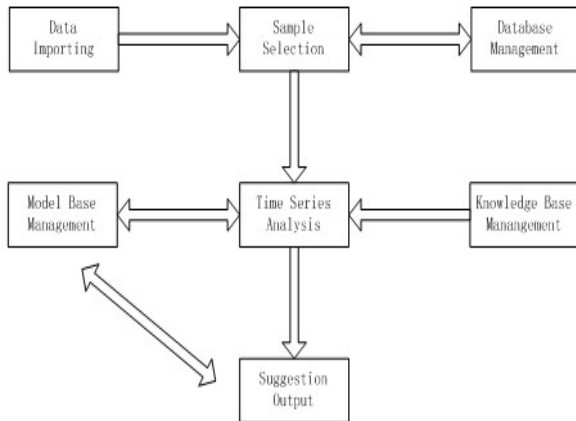 Data
Importing
Sample
Selection
Database
Management
Model Base
Management
Time Series
Analysis
Knowledge Base
Manangement
Suggestion
Output